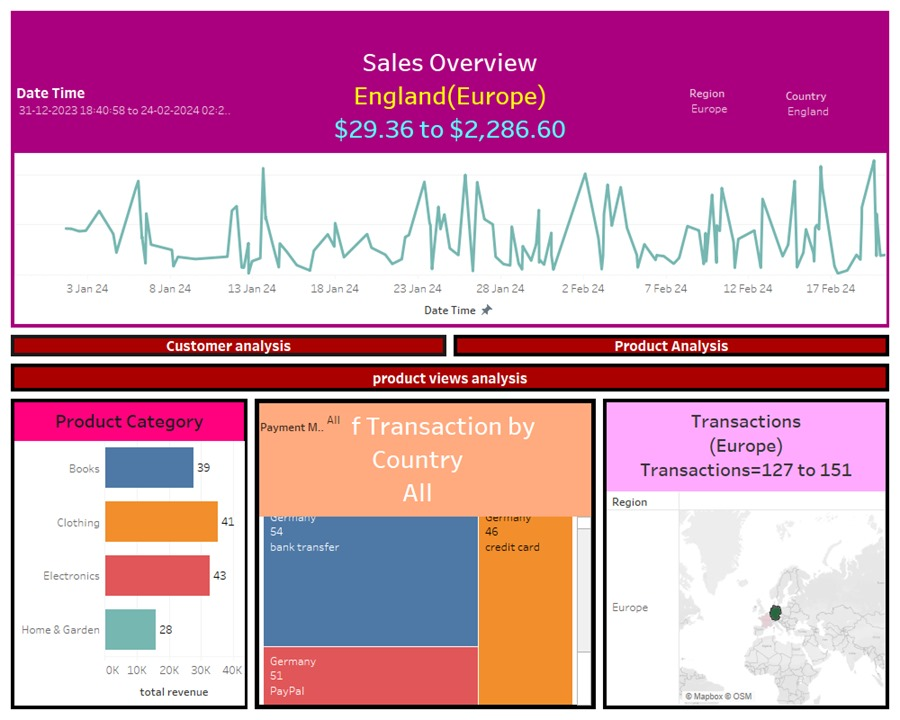 Sales Overview
England(Europe)
$29.36 to $2,286.60
Date Time
31-12-2023 18:40:58 to 24-02-2024 02:2..
Region
Europe
Country
England
3 Jan 24
8 Jan 24
13 Jan 24
18 Jan 24
23 Jan 24
28 Jan 24
2 Feb 24
7 Feb 24
12 Feb 24
17 Feb 24
Date Time
Customer analysis
Product Analysis
product views analysis
Product Category
Books
39
Clothing
41
Electronics
43
Home & Garden
28
0K 10K 20K 30K 40K
total revenue
Payment M.. All
f Transaction by
Country
All
Germany
54
bank transfer
Germany
46
credit card
Germany
51
PayPal
Transactions
(Europe)
Transactions=127 to 151
Region
Europe
© Mapbox © OSM